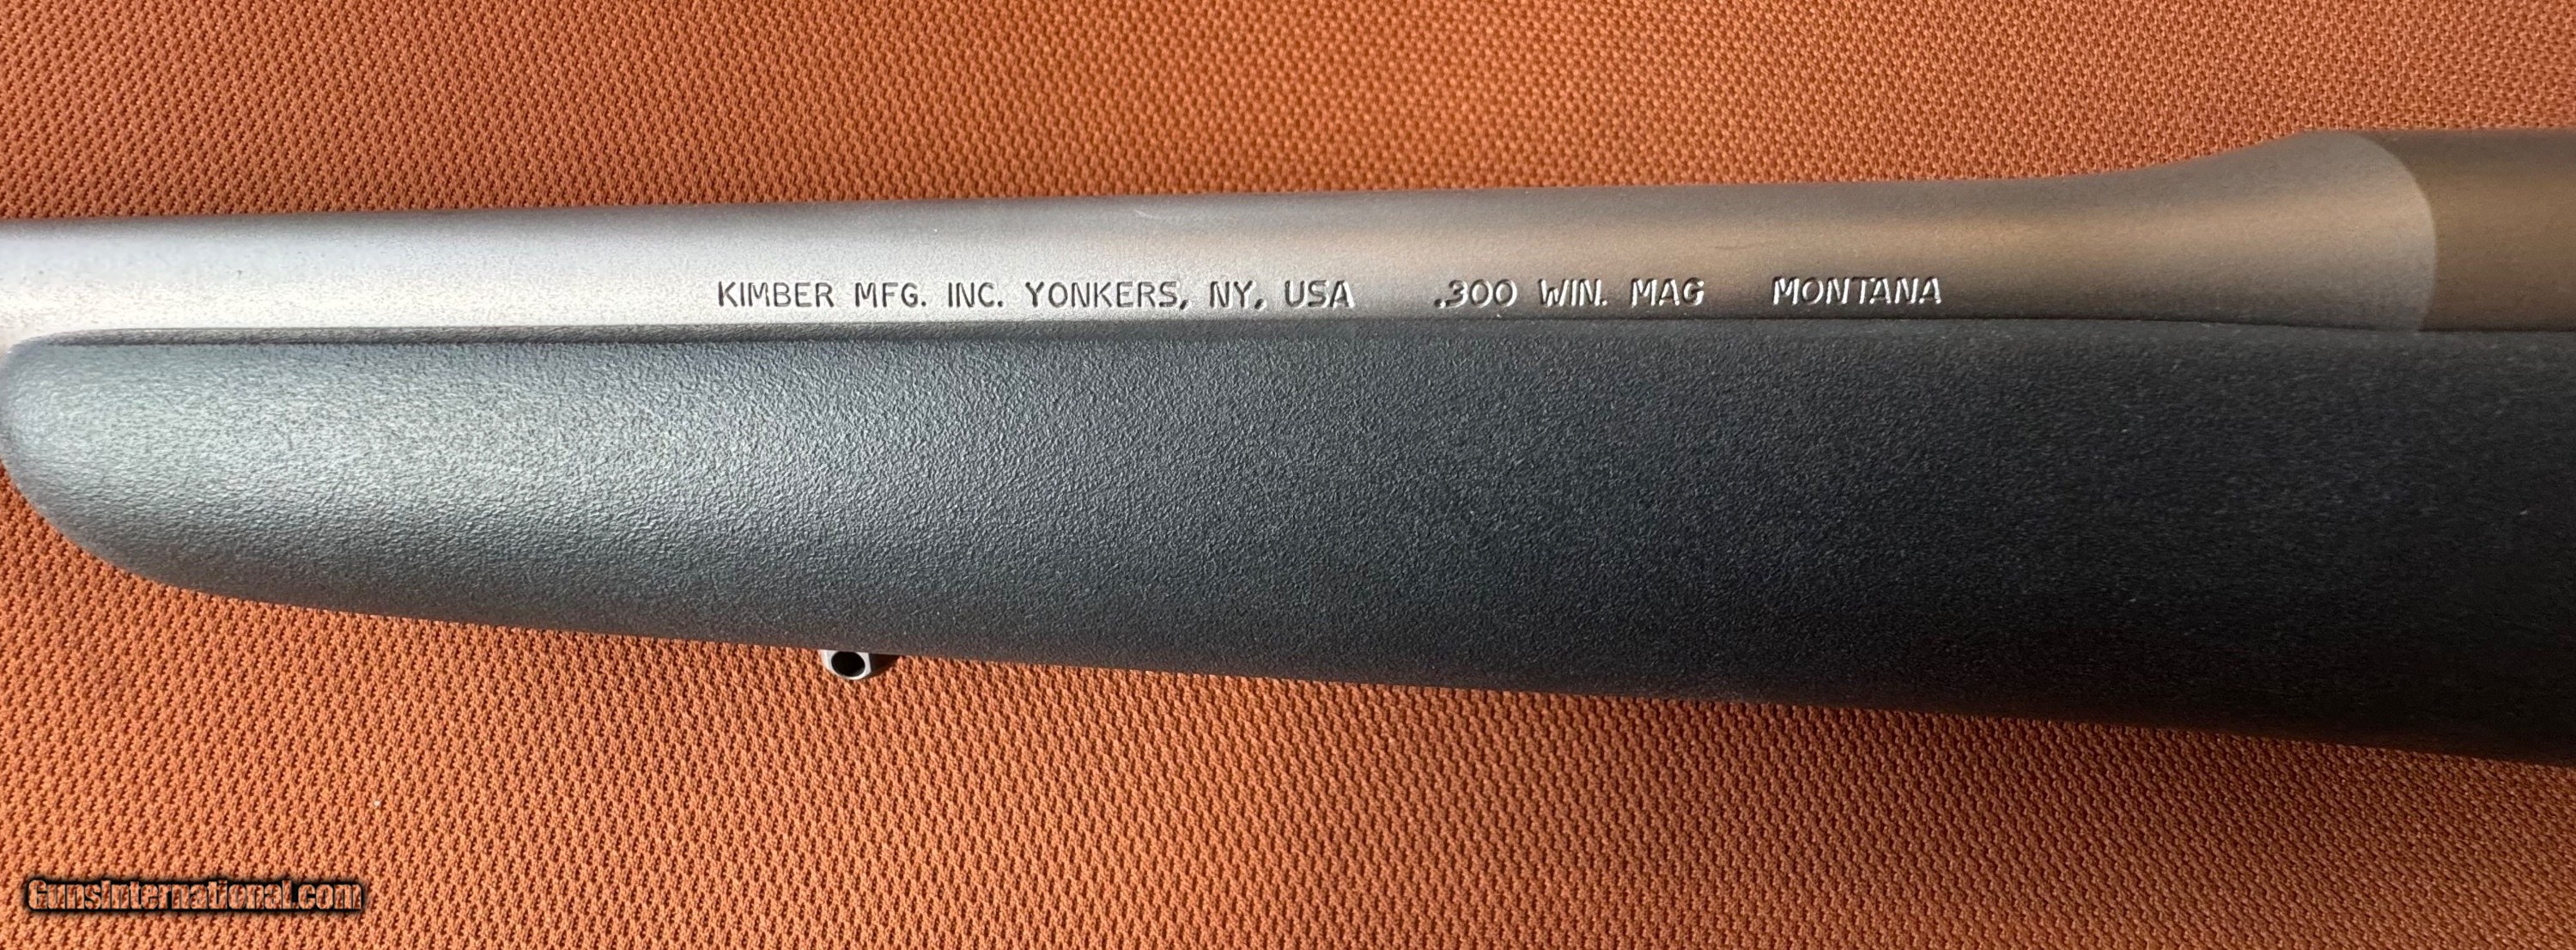 KIMBER MFG. INC. YONKERS, NY, USA .300 WIN. MAG MONTANA
GunsInternational.com